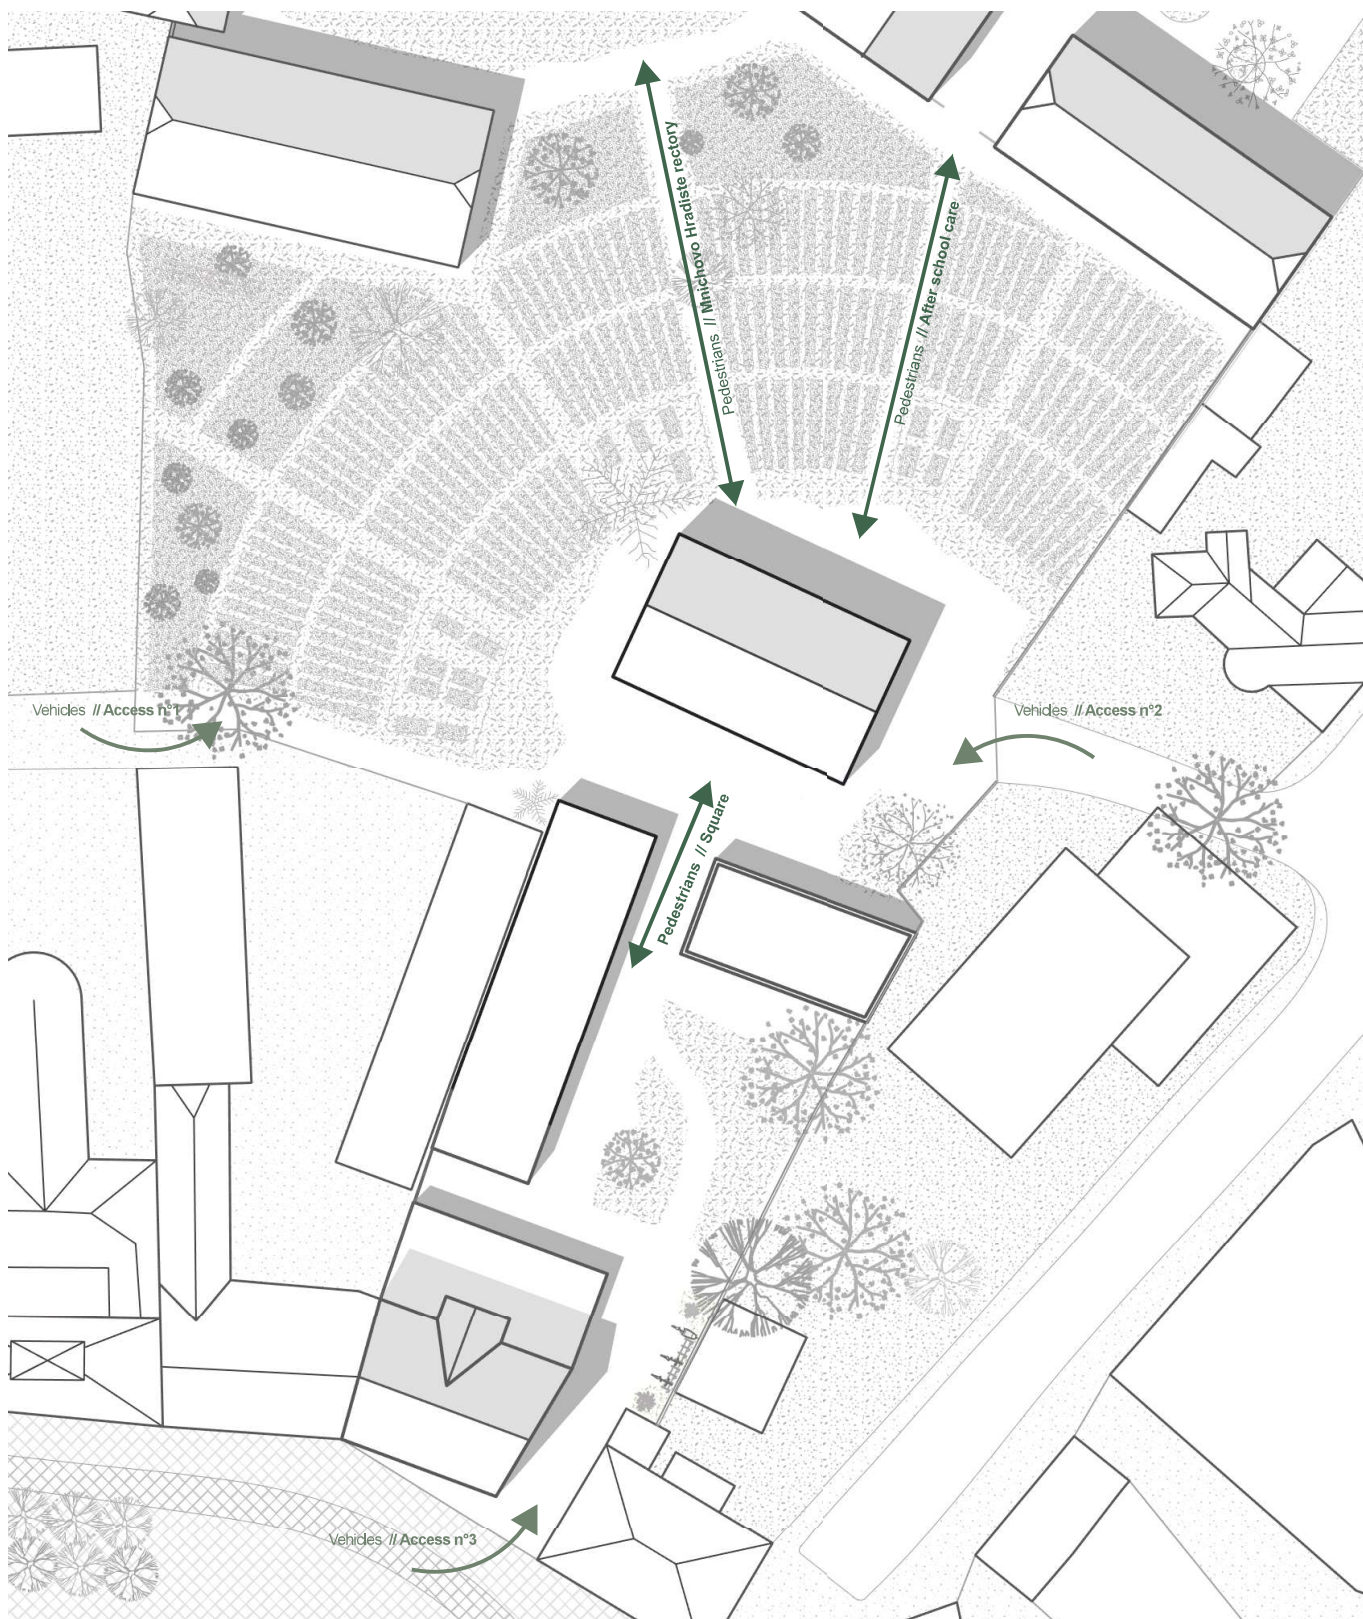 Pedestrians // Mnichovo Hradiste rectory
Pedestrians // After school care
Vehicles // Access n°1
Vehicles // Access n°2
Pedestrians // Square
Vehicles // Access n°3